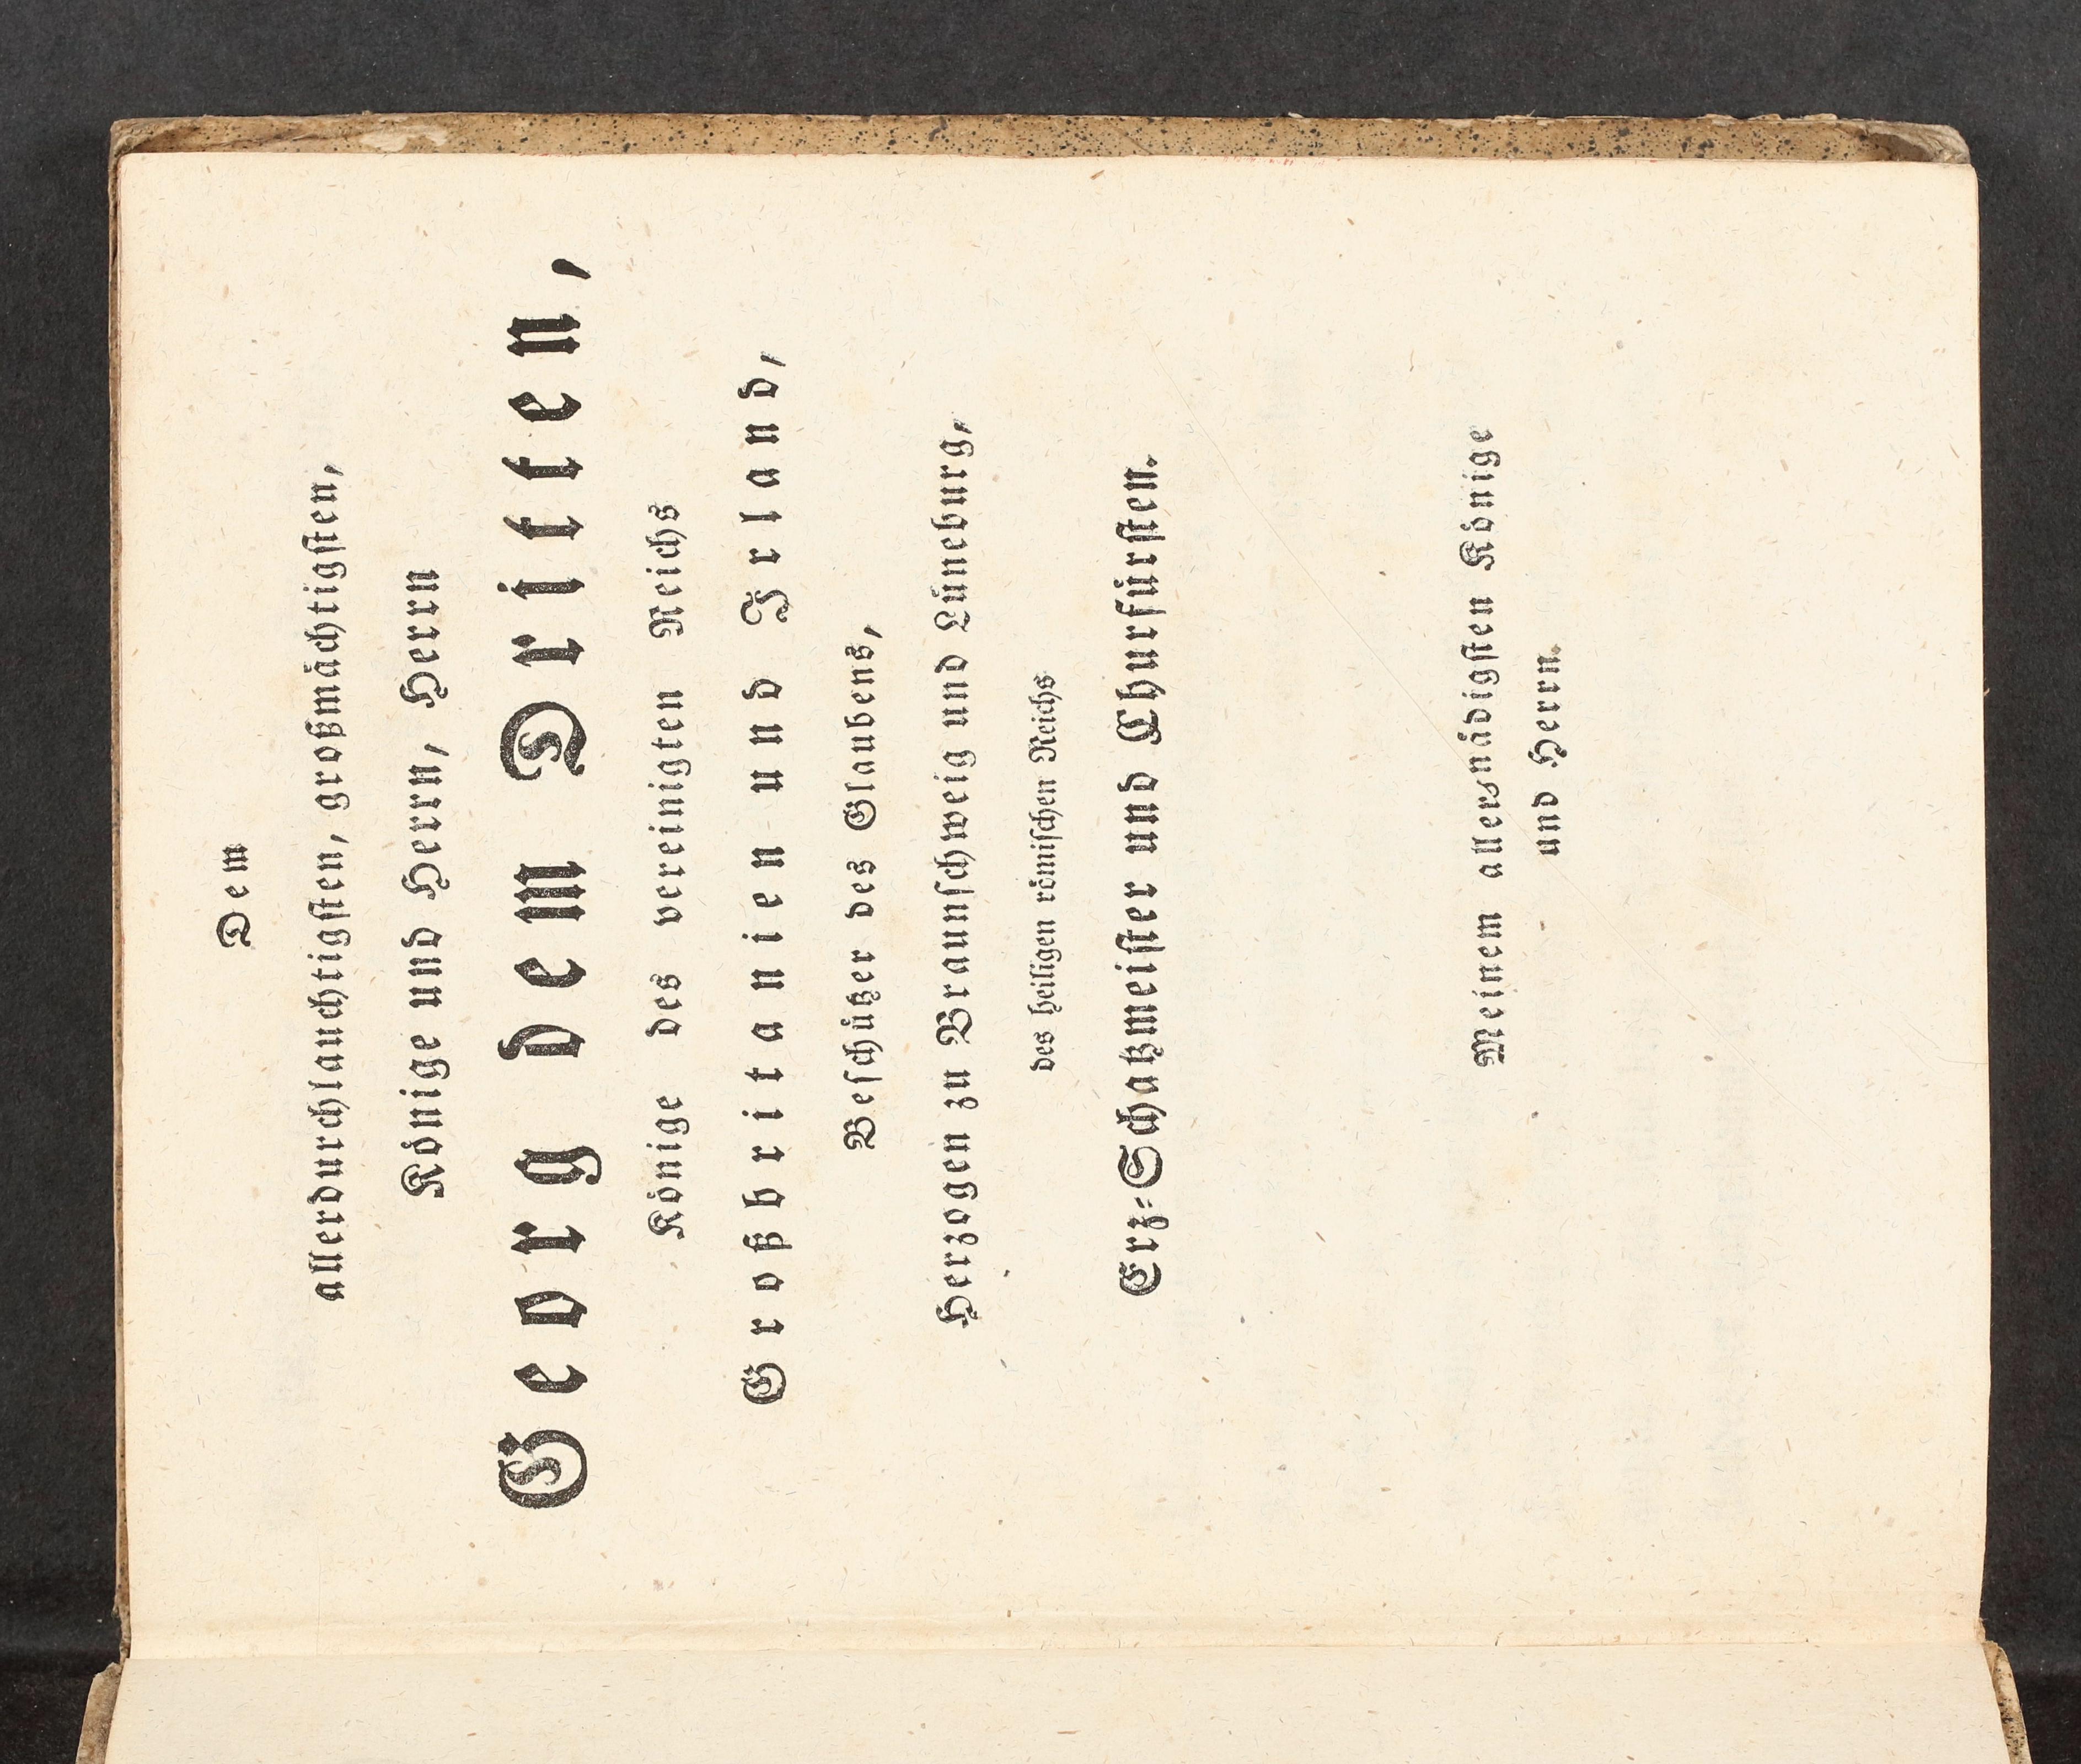 Dem
allerdurchlauchtigſten, großmächtigſten,
Könige und Herrn, Herrn
Georg dem Dritten,
Könige des vereinigten Reichs
Großbritanien und Irland,
Beſchützer des Glaubens,
Herzogen zu Braunſchweig und Lüneburg,
des heiligen römiſchen Reichs
Erz-Schatzmeiſter und Churfürſten.
Meinem allergnädigſten Könige
und Herrn.